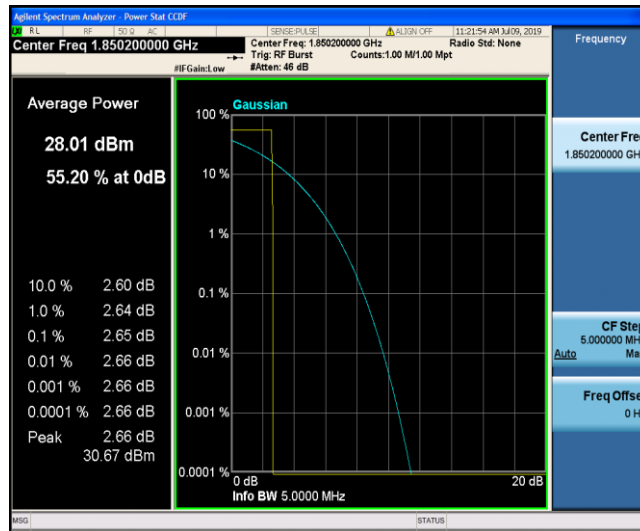 Agilent Spectrum Analyzer - Power Stat CCDF
RL RF 50 Ω AC SENSE:PULSE ALIGN OFF 11:21:54 AM Jul 09, 2019
Center Freq 1.850200000 GHz
Center Freq: 1.850200000 GHz Radio Std: None
Trig: RF Burst Counts:1.00 M/1.00 Mpt
#IFGain:Low #Atten: 46 dB
Frequency
Average Power
28.01 dBm
55.20 % at 0dB
10.0 % 2.60 dB
1.0 % 2.64 dB
0.1 % 2.65 dB
0.01 % 2.66 dB
0.001 % 2.66 dB
0.0001 % 2.66 dB
Peak 2.66 dB
30.67 dBm
Gaussian
100 %
10 %
1 %
0.1 %
0.01 %
0.001 %
0.0001 %
0 dB 20 dB
Info BW 5.0000 MHz
Center Fre
1.850200000 GH
CF Step
5.000000 MH
Auto Ma
Freq Offse
0 H
MSG STATUS